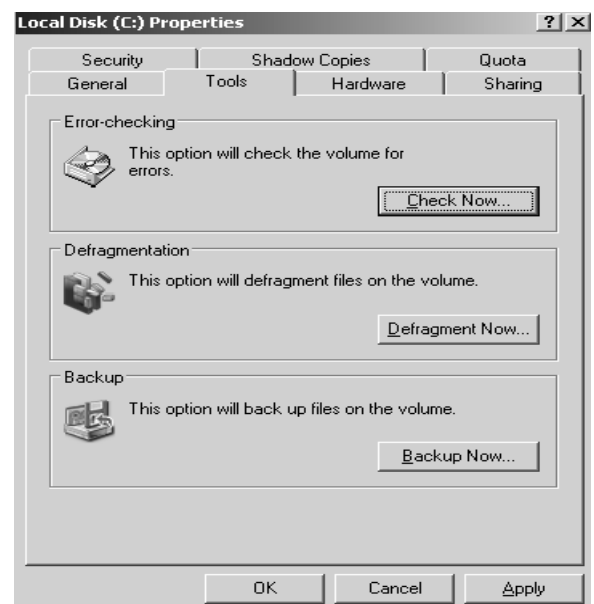 Local Disk (C:) Properties
? X
Security Shadow Copies Quota
General Tools Hardware Sharing
Error-checking
This option will check the volume for
errors.
Check Now...
Defragmentation
This option will defragment files on the volume.
Defragment Now...
Backup
This option will back up files on the volume.
Backup Now...
OK Cancel Apply